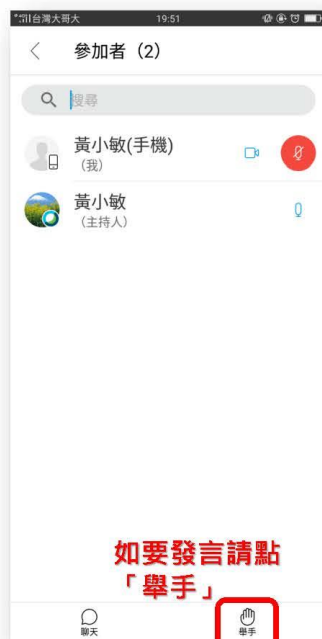 台灣大哥大 19:51
參加者（2）
搜尋
黃小敏(手機)
（我）
黃小敏
（主持人）
如要發言請點
「舉手」
聊天 舉手